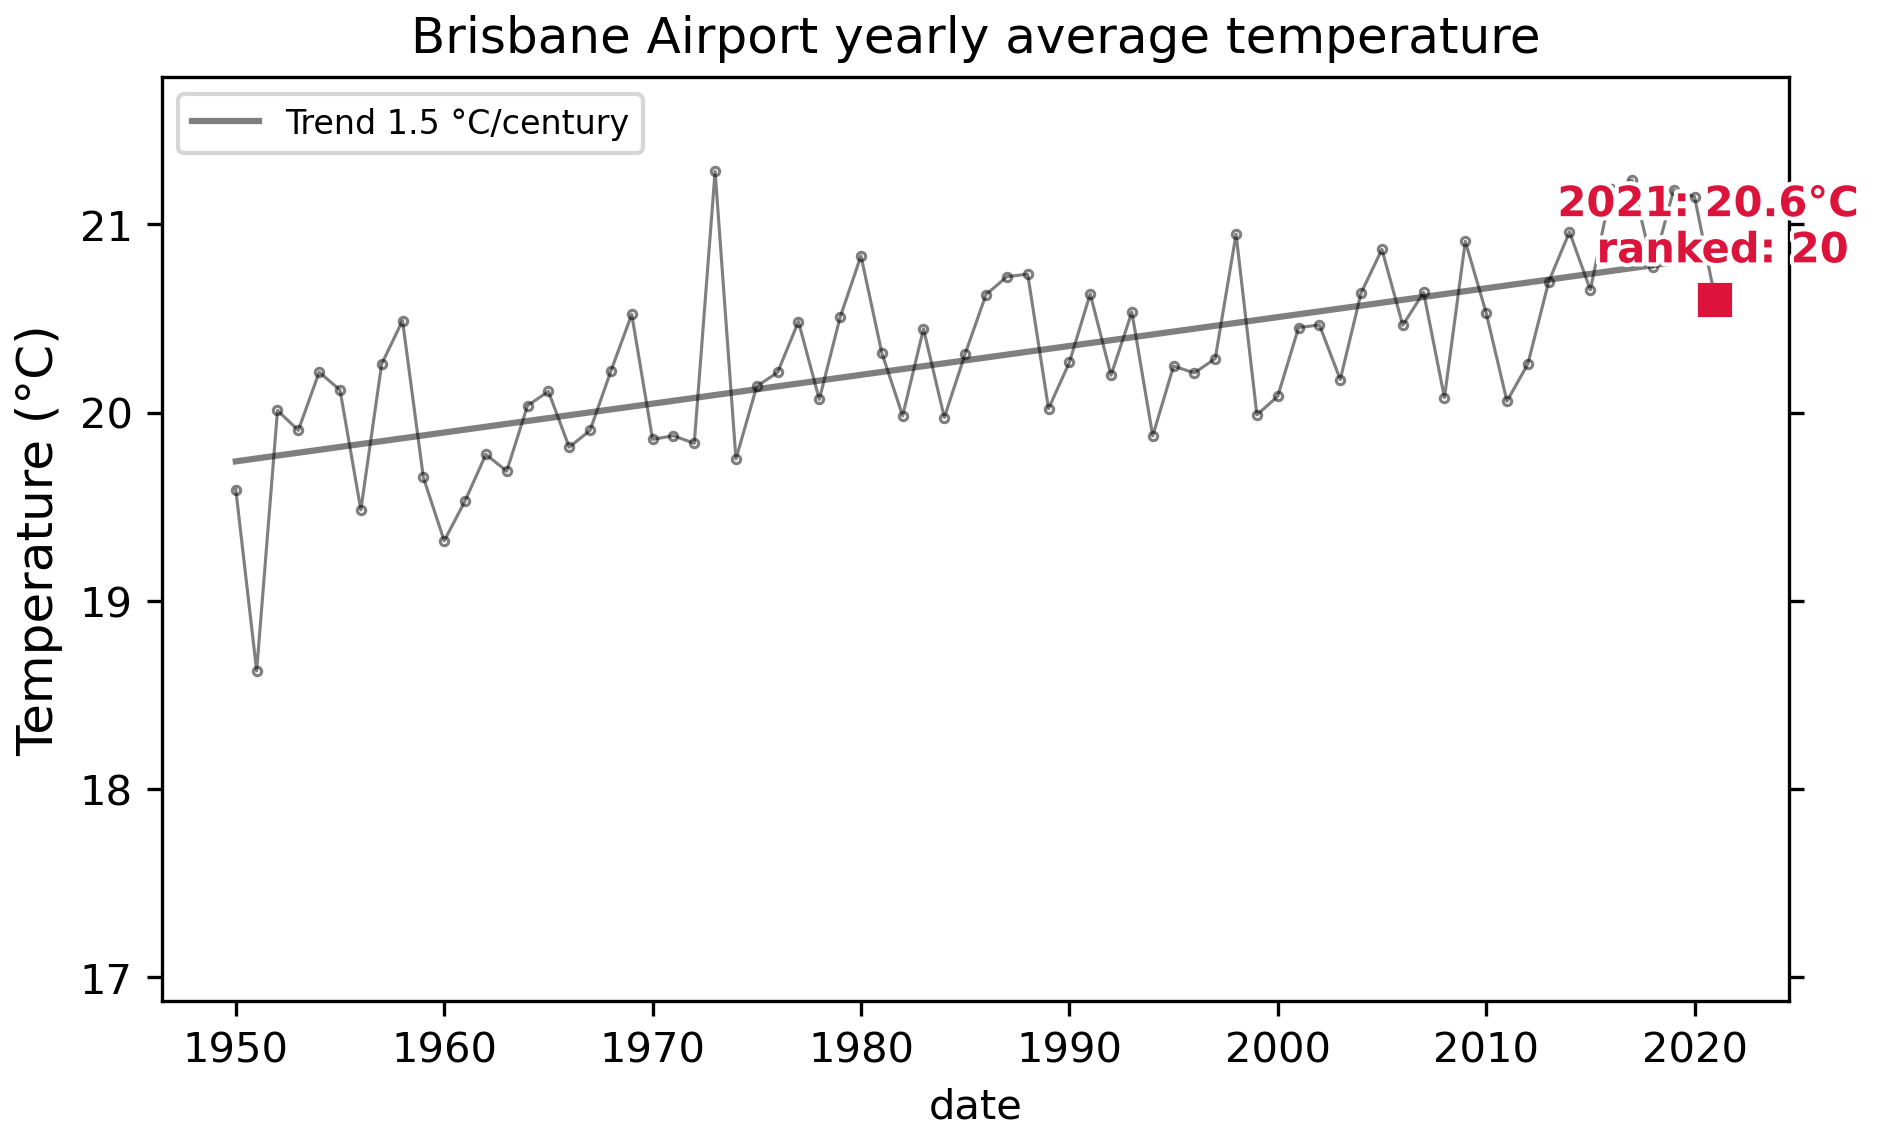 Brisbane Airport yearly average temperature
Trend 1.5 °C/century
2021: 20.6°C
ranked: 20
Temperature (°C)
21
20
19
18
17
1950 1960 1970 1980 1990 2000 2010 2020
date